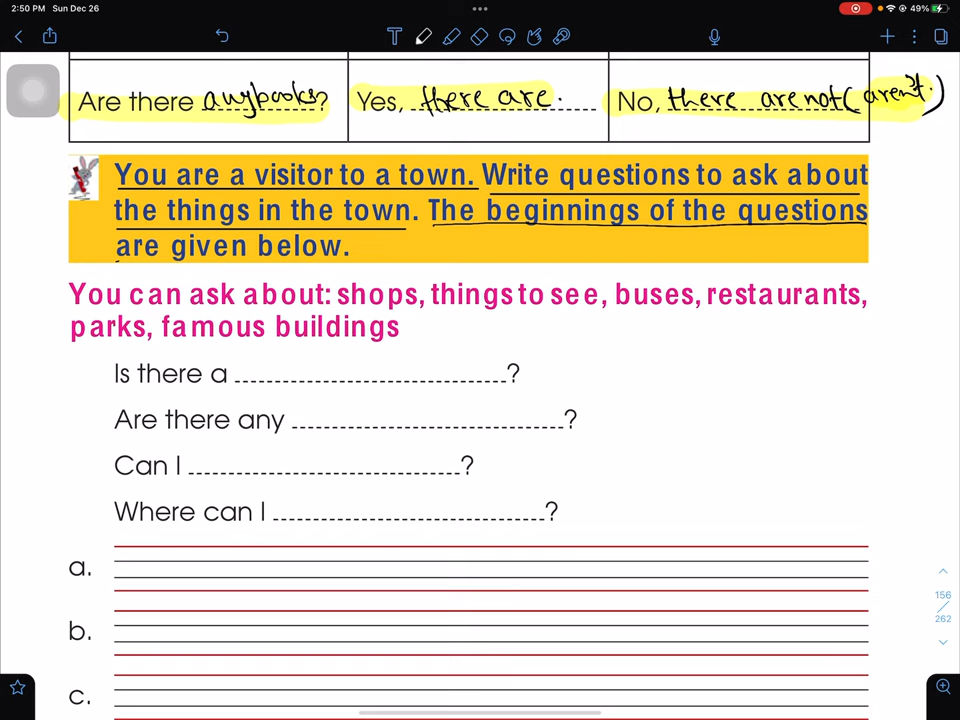 2:50 PM Sun Dec 26
49%
Are there any books? Yes, there are. No, there are not (aren't.)
You are a visitor to a town. Write questions to ask about
the things in the town. The beginnings of the questions
are given below.
You can ask about: shops, things to see, buses, restaurants,
parks, famous buildings
Is there a ...................................?
Are there any ...................................?
Can I ...................................?
Where can I ...................................?
a.
b.
c.
156
262